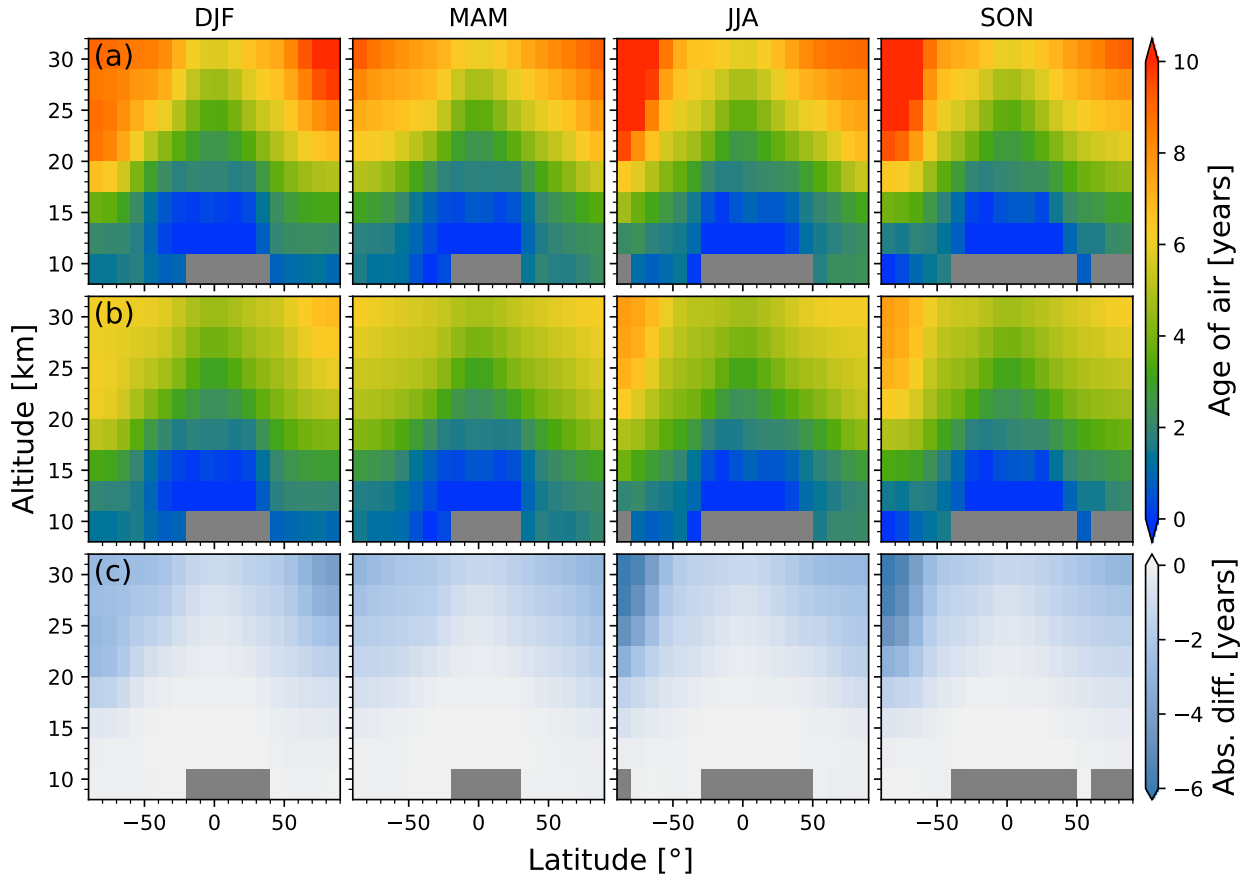 DJF MAM JJA SON
(a)
30
25
20
15
10
(b)
30
25
20
15
10
(c)
30
25
20
15
10
Altitude [km]
−50 0 50 −50 0 50 −50 0 50 −50 0 50
Latitude [°]
10
8
6
4
2
0
Age of air [years]
0
−2
−4
−6
Abs. diff. [years]